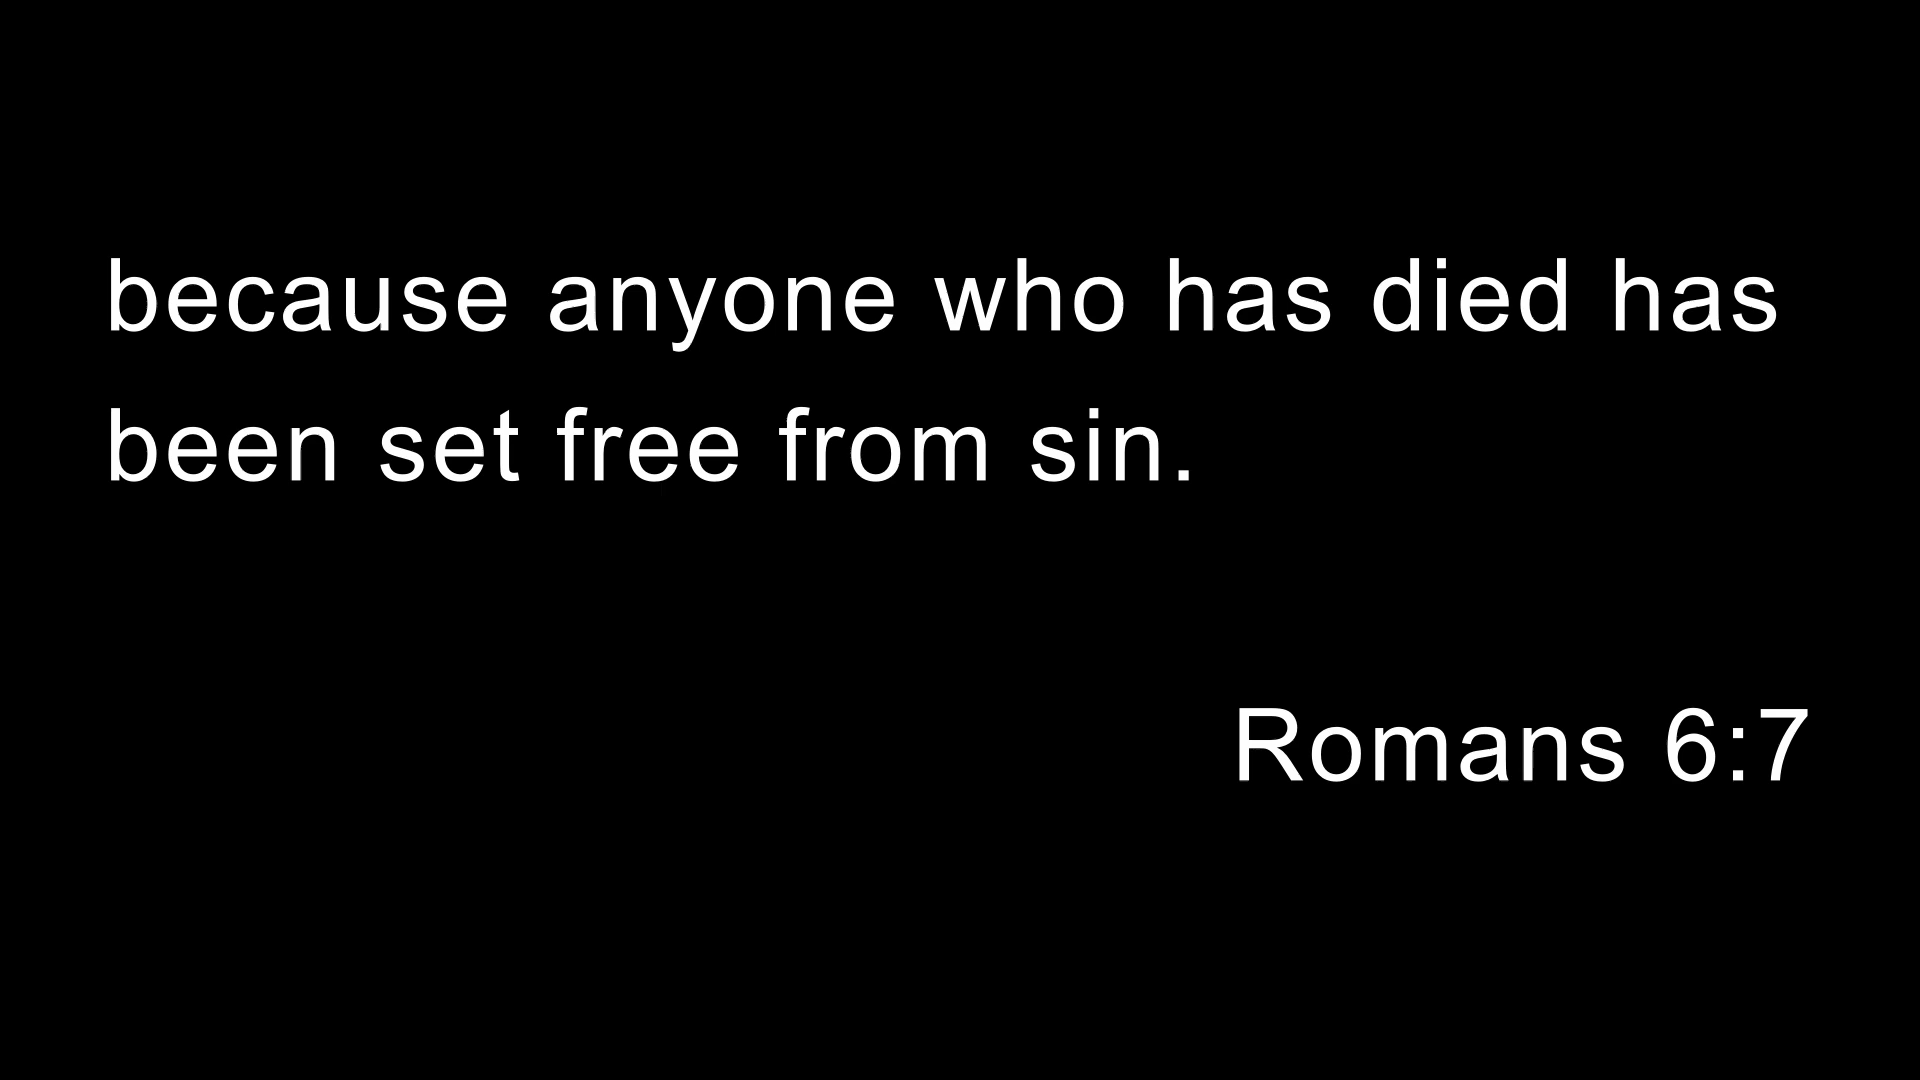 because anyone who has died has
been set free from sin.
Romans 6:7